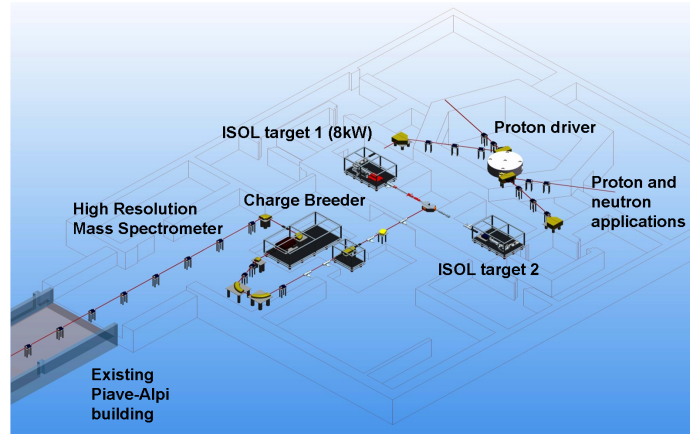 ISOL target 1 (8kW)
Proton driver
Charge Breeder
Proton and
neutron
applications
High Resolution
Mass Spectrometer
ISOL target 2
Existing
Piave-Alpi
building